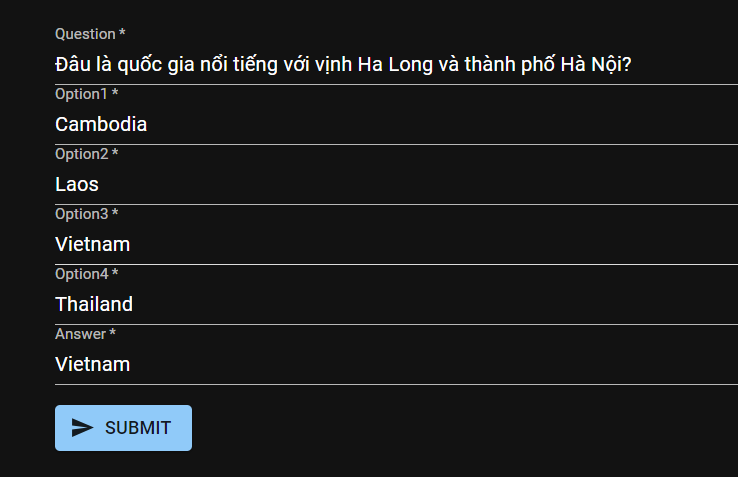 Question *
Đâu là quốc gia nổi tiếng với vịnh Ha Long và thành phố Hà Nội?
Option1 *
Cambodia
Option2 *
Laos
Option3 *
Vietnam
Option4 *
Thailand
Answer *
Vietnam
SUBMIT